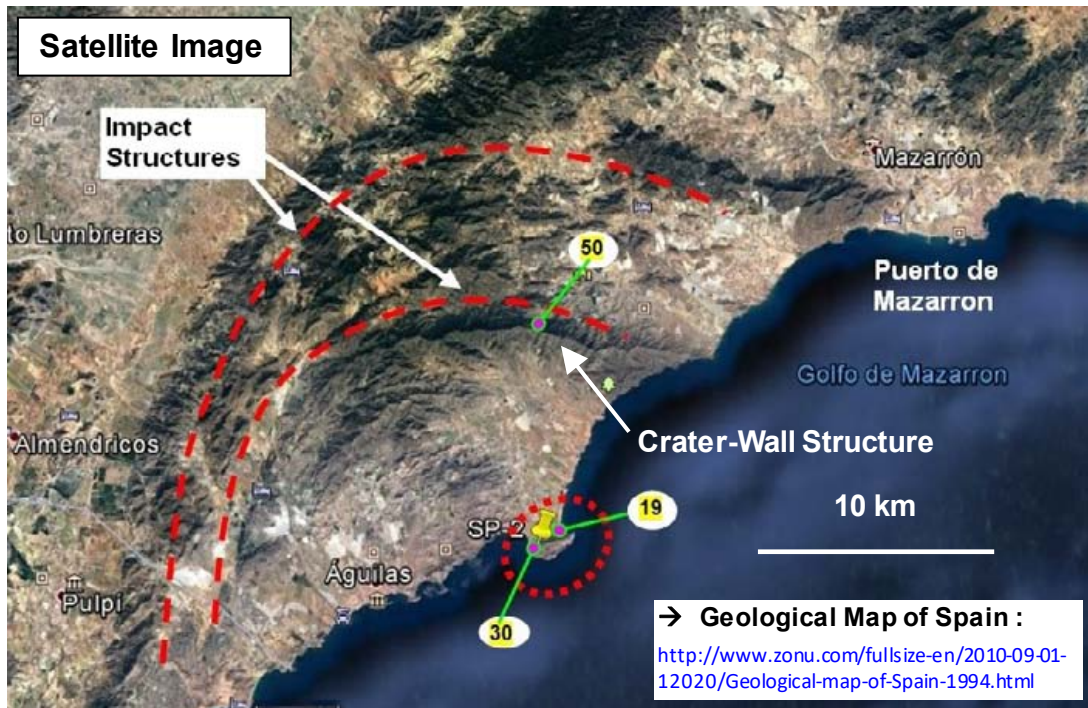 Satellite Image
Impact
Structures
Mazarrón
to Lumbreras
50
Puerto de
Mazarron
Golfo de Mazarron
Almendricos
Crater-Wall Structure
19
10 km
SP-2
Águilas
Pulpí
30
→ Geological Map of Spain :
http://www.zonu.com/fullsize-en/2010-09-01-
12020/Geological-map-of-Spain-1994.html